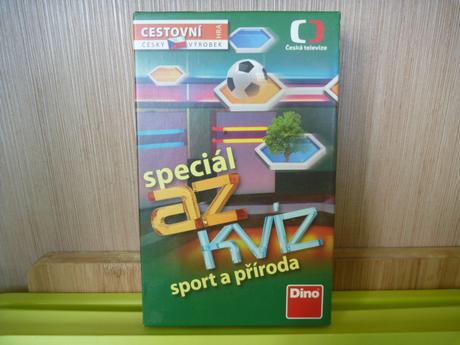 CESTOVNÍ
HRA
ČESKÝ VÝROBEK
Česká televize
speciál
az
kvíz
sport a příroda
Dino